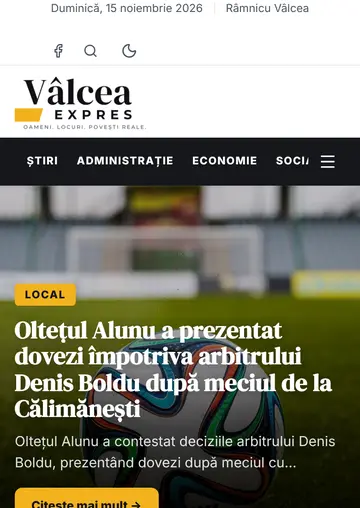 Duminică, 15 noiembrie 2026 Râmnicu Vâlcea
Vâlcea
EXPRES
OAMENI. LOCURI. POVEȘTI REALE.
ȘTIRI ADMINISTRAȚIE ECONOMIE SOCIA
LOCAL
Oltețul Alunu a prezentat
dovezi împotriva arbitrului
Denis Boldu după meciul de la
Călimănești
Oltețul Alunu a contestat deciziile arbitrului Denis
Boldu, prezentând dovezi după meciul cu...
Citește mai mult →